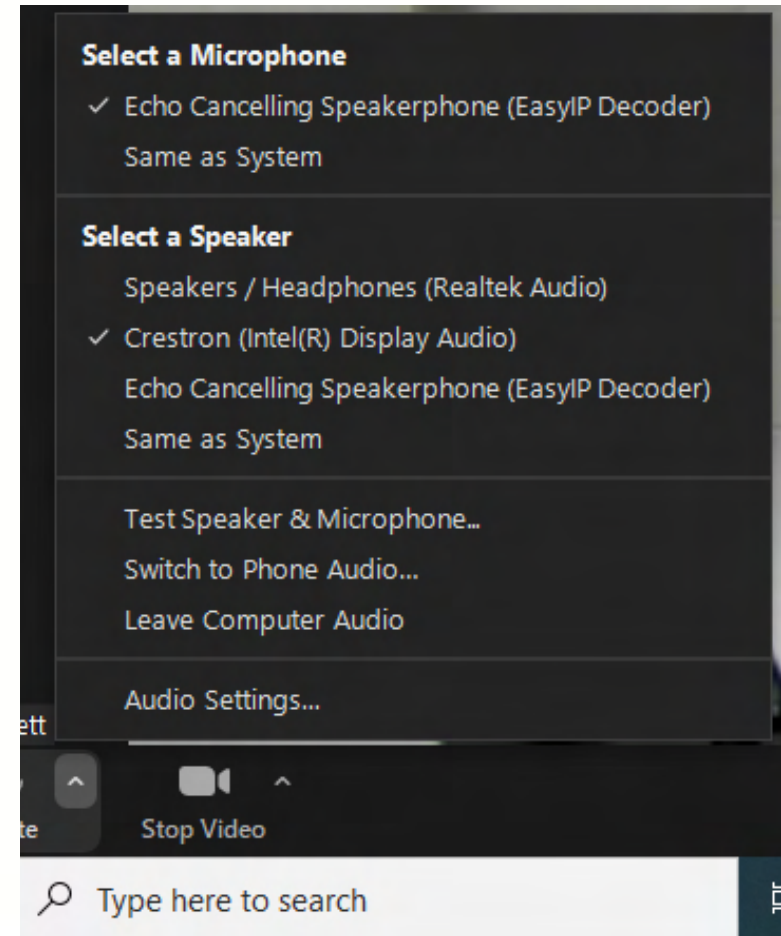 Select a Microphone
✓ Echo Cancelling Speakerphone (EasyIP Decoder)
Same as System
Select a Speaker
Speakers / Headphones (Realtek Audio)
✓ Crestron (Intel(R) Display Audio)
Echo Cancelling Speakerphone (EasyIP Decoder)
Same as System
Test Speaker & Microphone...
Switch to Phone Audio...
Leave Computer Audio
Audio Settings...
ett
te
Stop Video
Type here to search